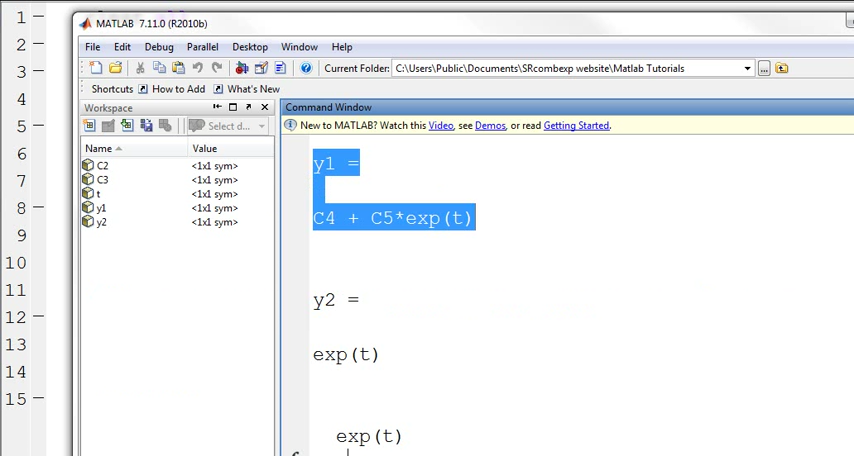 1
2
3
4
5
6
7
8
9
10
11
12
13
14
15
MATLAB 7.11.0 (R2010b)
File Edit Debug Parallel Desktop Window Help
Current Folder: C:\Users\Public\Documents\SRcombexp website\Matlab Tutorials
Shortcuts How to Add What's New
Workspace
Select d...
Name Value
C2 <1x1 sym>
C3 <1x1 sym>
t <1x1 sym>
y1 <1x1 sym>
y2 <1x1 sym>
Command Window
New to MATLAB? Watch this Video, see Demos, or read Getting Started.
y1 =
C4 + C5*exp(t)
y2 =
exp(t)
exp(t)